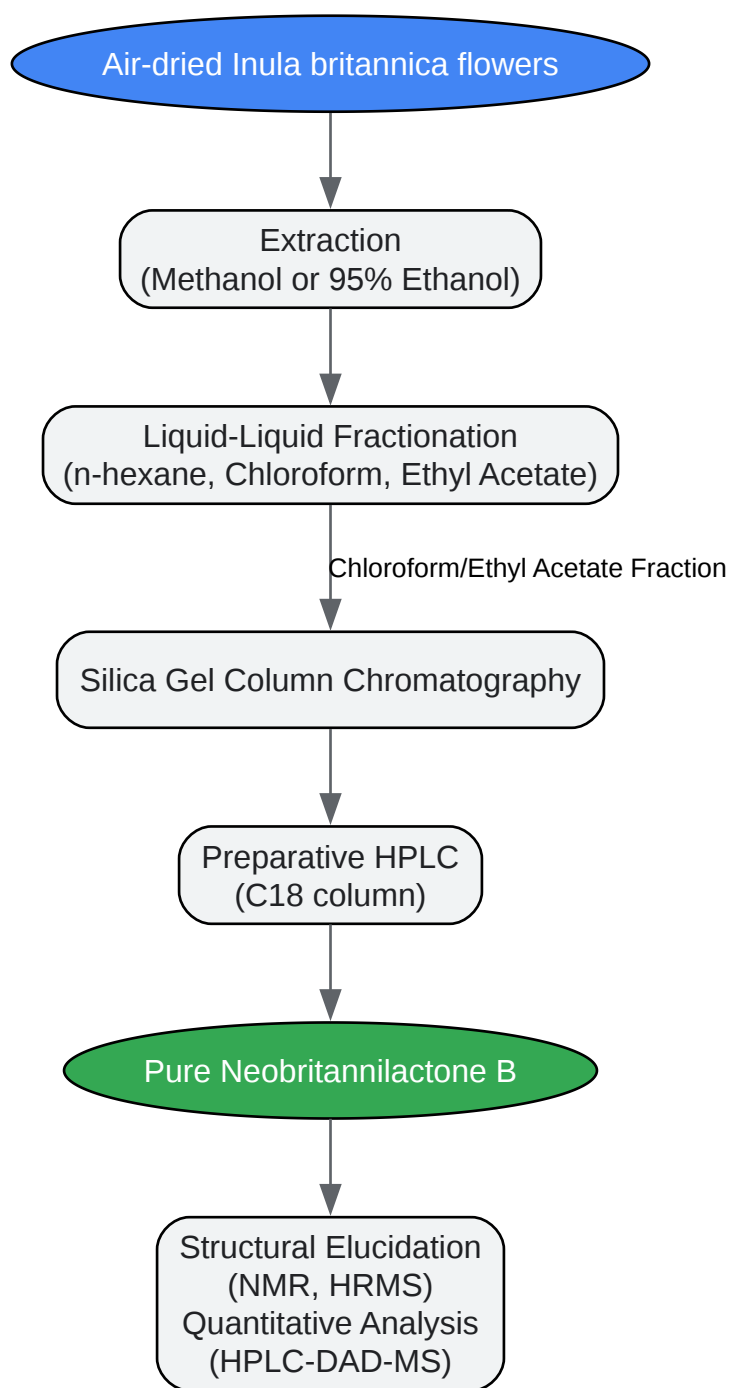 Air-dried Inula britannica flowers
Extraction
(Methanol or 95% Ethanol)
Liquid-Liquid Fractionation
(n-hexane, Chloroform, Ethyl Acetate)
Chloroform/Ethyl Acetate Fraction
Silica Gel Column Chromatography
Preparative HPLC
(C18 column)
Pure Neobritannilactone B
Structural Elucidation
(NMR, HRMS)
Quantitative Analysis
(HPLC-DAD-MS)